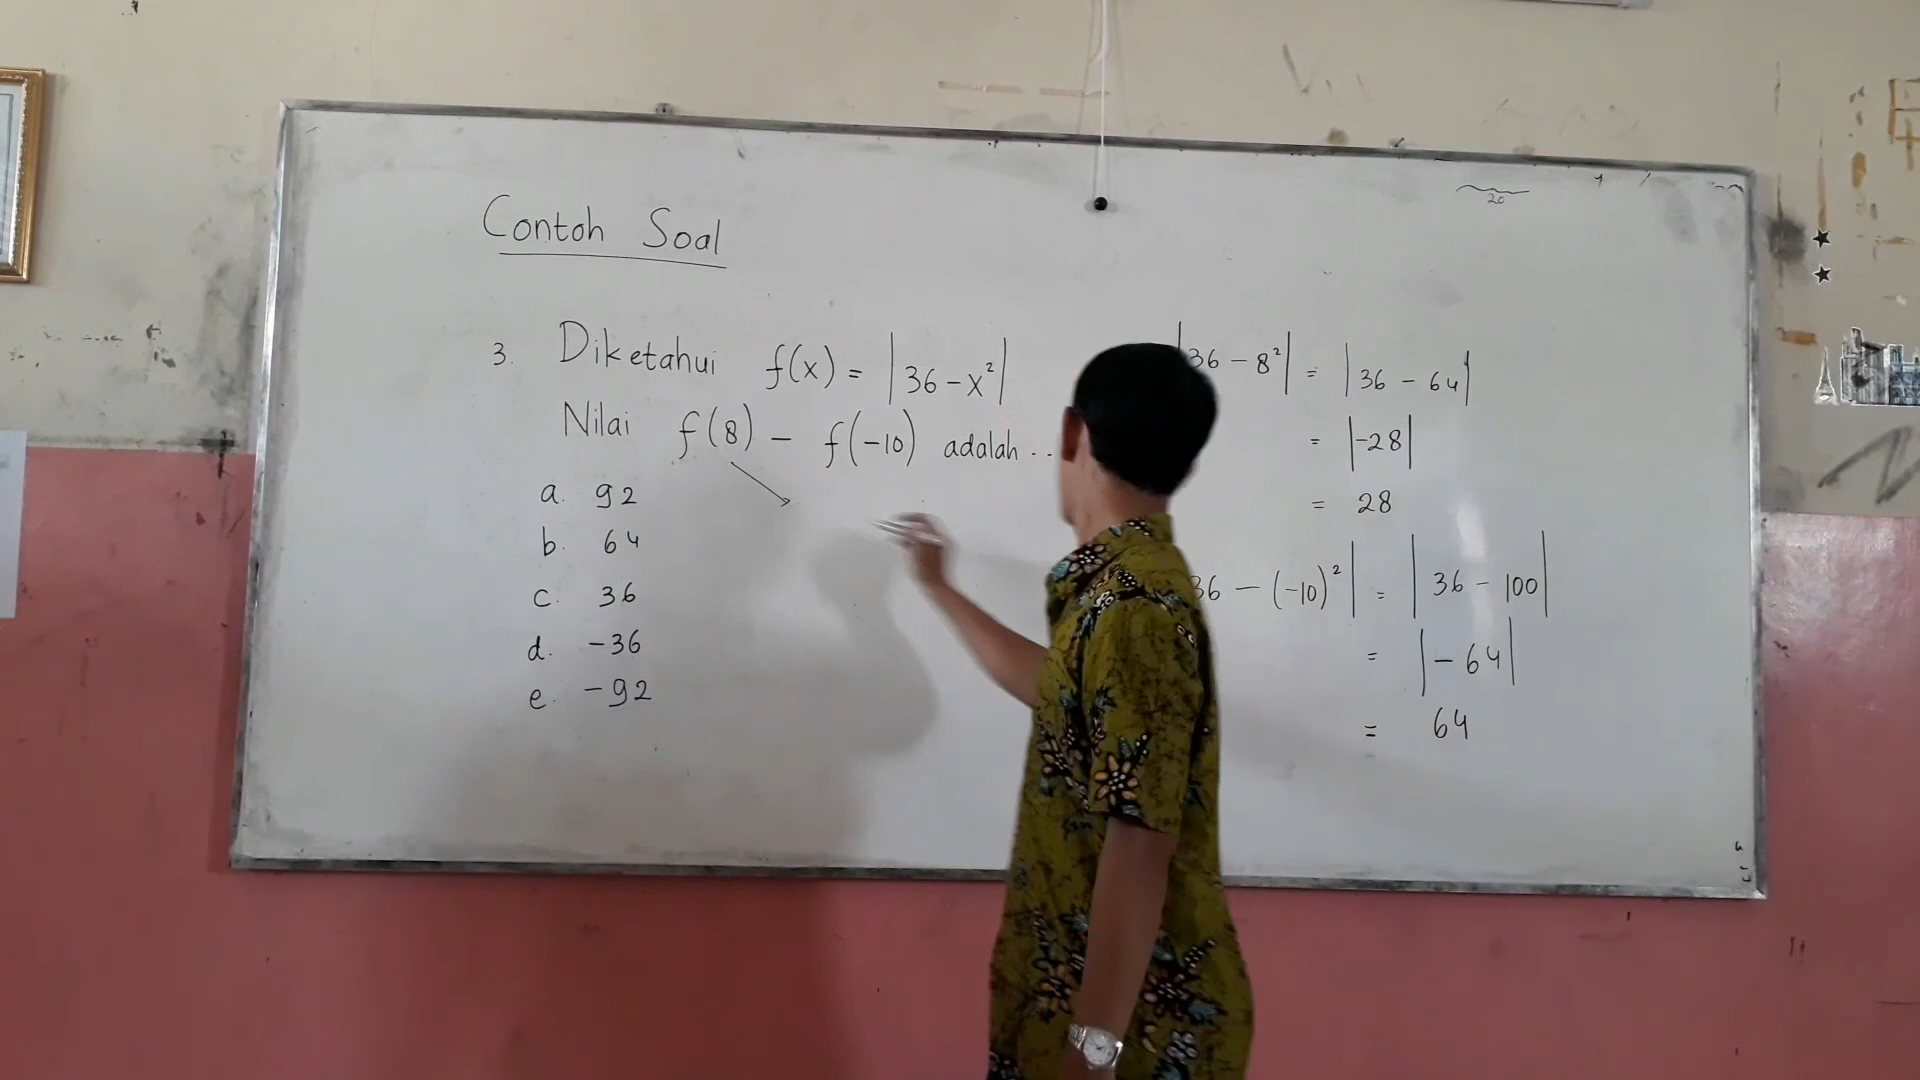 Contoh Soal
3. Diketahui f(x) = |36 - x²|
Nilai f(8) - f(-10) adalah ..
a. 92
b. 64
c. 36
d. -36
e. -92
|36 - 8²| = |36 - 64|
= |-28|
= 28
36 - (-10)²| = |36 - 100|
= |-64|
= 64
20